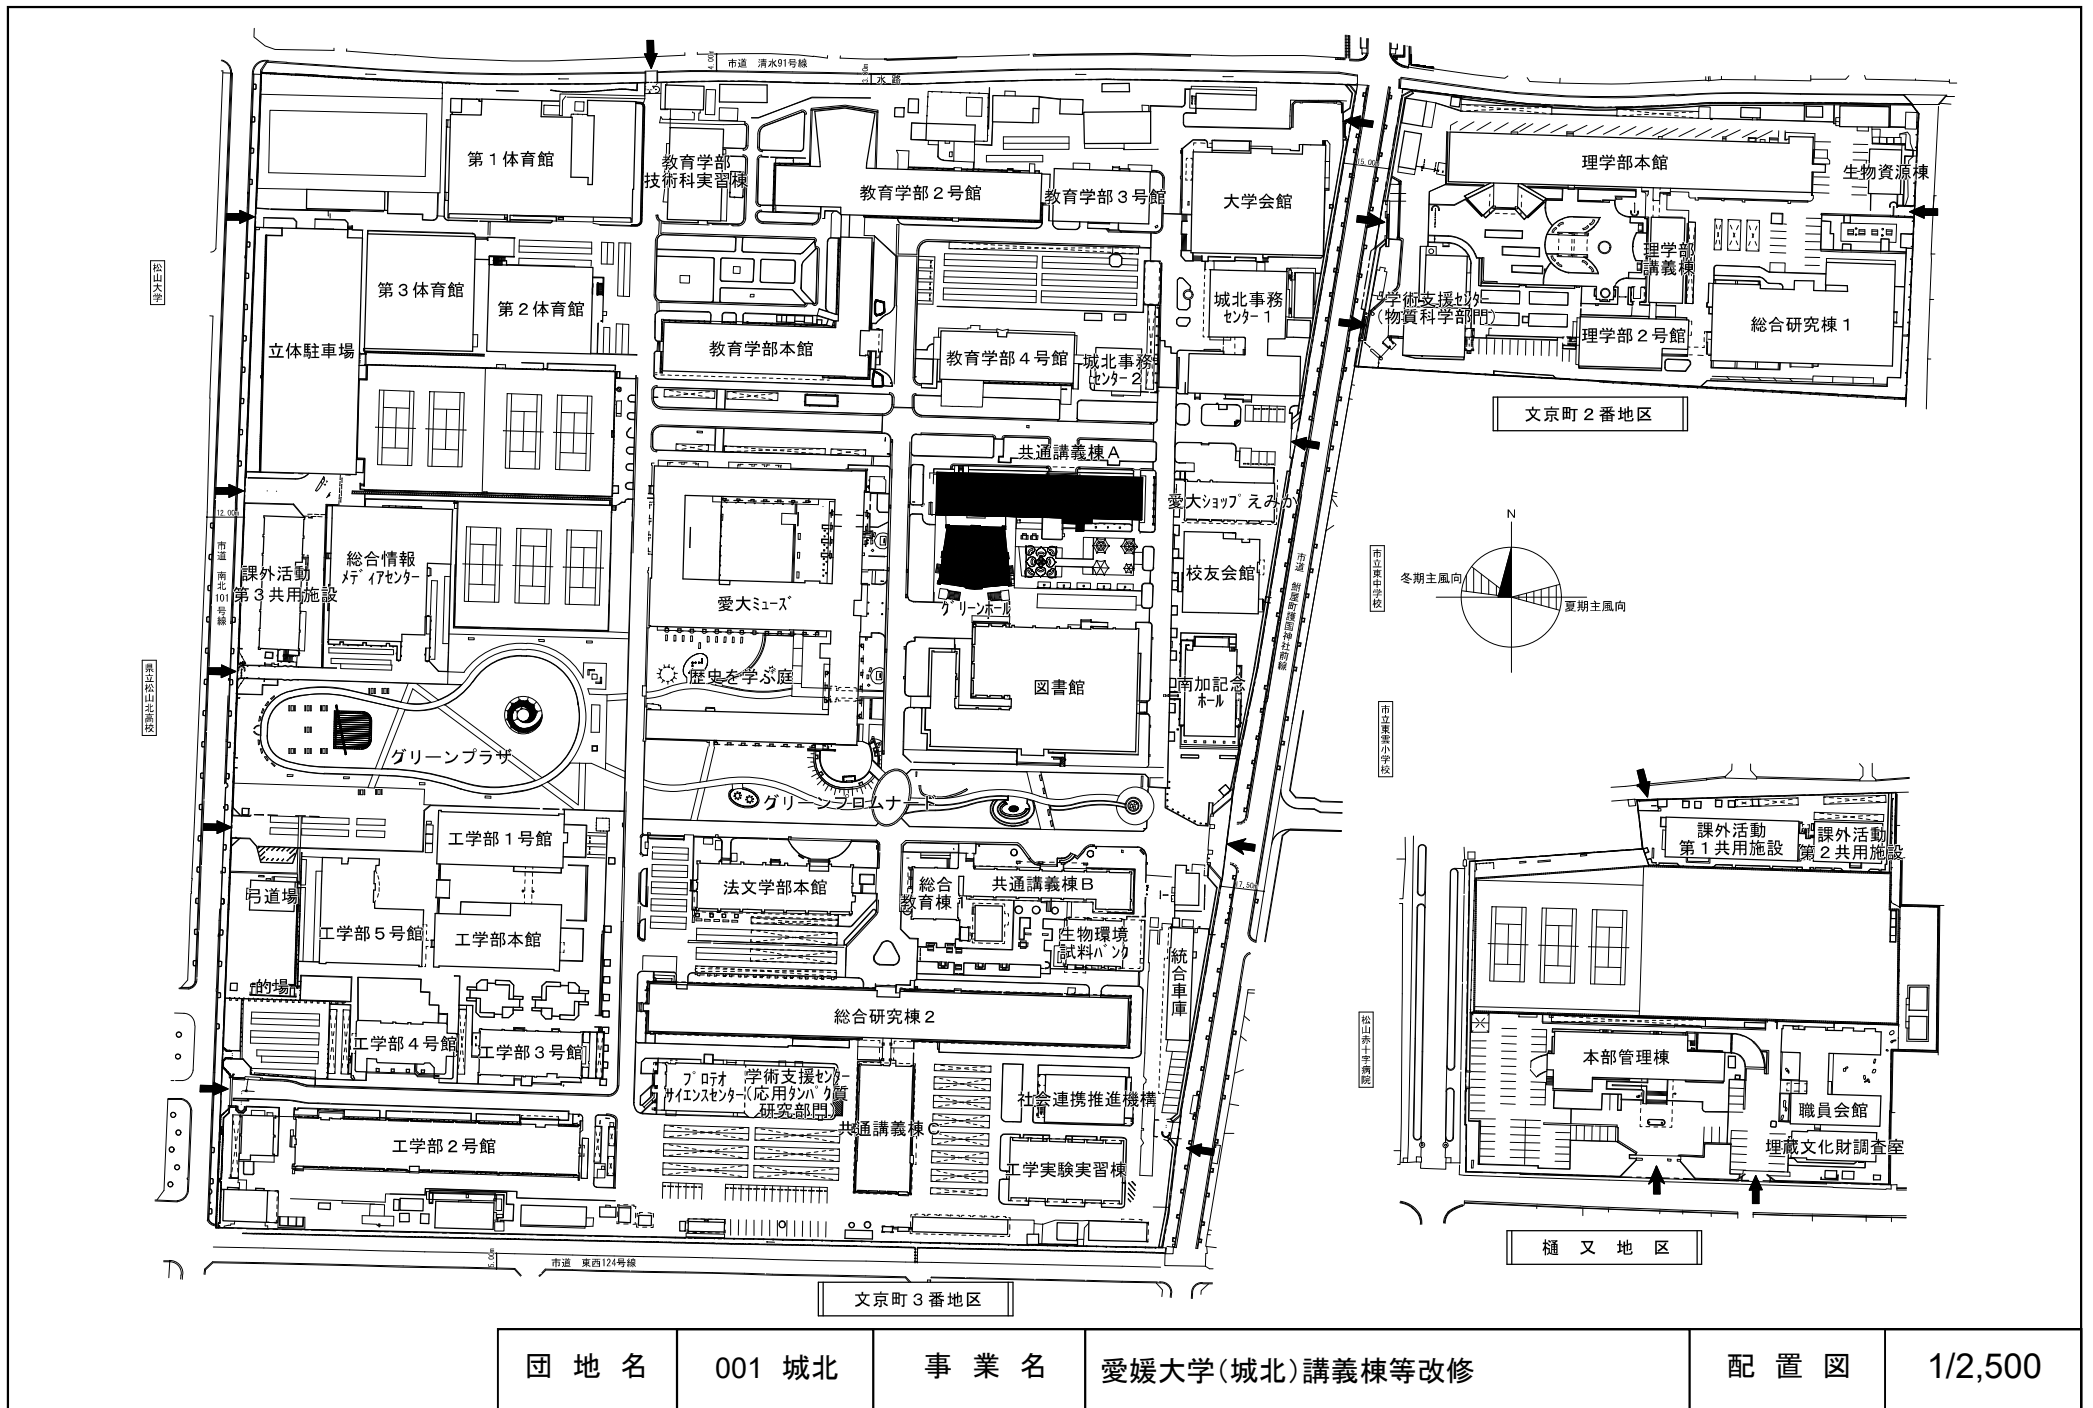 市道 清水91号線
水路
第１体育館
教育学部
技術科実習棟
教育学部２号館
教育学部３号館
大学会館
15.00m
理学部本館
生物資源棟
松山大学
第３体育館
第２体育館
立体駐車場
教育学部本館
教育学部４号館
城北事務
センター２
城北事務
センター１
学術支援センター
（物質科学部門）
理学部
講義棟
理学部２号館
総合研究棟１
文京町２番地区
共通講義棟Ａ
愛大ショップえみか
12.00m
市道 南北101号線
課外活動
第３共用施設
総合情報
メディアセンター
愛大ミューズ
グリーンホール
校友会館
市道 鮒屋町護国神社前線
市立東中学校
N
冬期主風向
夏期主風向
県立松山北高校
歴史を学ぶ庭
図書館
南加記念
ホール
市立東雲小学校
グリーンプラザ
グリーンプロムナード
工学部１号館
弓道場
工学部５号館
工学部本館
的場
工学部４号館
工学部３号館
法文学部本館
総合
教育棟
共通講義棟Ｂ
生物環境
試料バンク
統合車庫
17.50m
総合研究棟２
プロテオ
サイエンスセンター
学術支援センター
（応用タンパク質
研究部門）
共通講義棟Ｃ
社会連携推進機構
工学部２号館
工学実験実習棟
市道 東西124号線
文京町３番地区
課外活動
第１共用施設
課外活動
第２共用施設
松山赤十字病院
本部管理棟
職員会館
埋蔵文化財調査室
樋又地区
団地名
001 城北
事業名
愛媛大学（城北）講義棟等改修
配置図
1/2,500